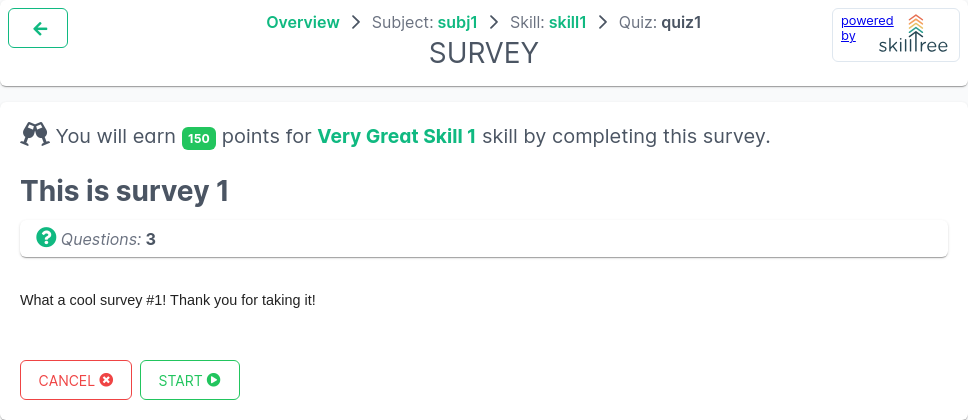 Overview > Subject: subj1 > Skill: skill1 > Quiz: quiz1
SURVEY
powered
by
skilltree
You will earn 150 points for Very Great Skill 1 skill by completing this survey.
This is survey 1
Questions: 3
What a cool survey #1! Thank you for taking it!
CANCEL START